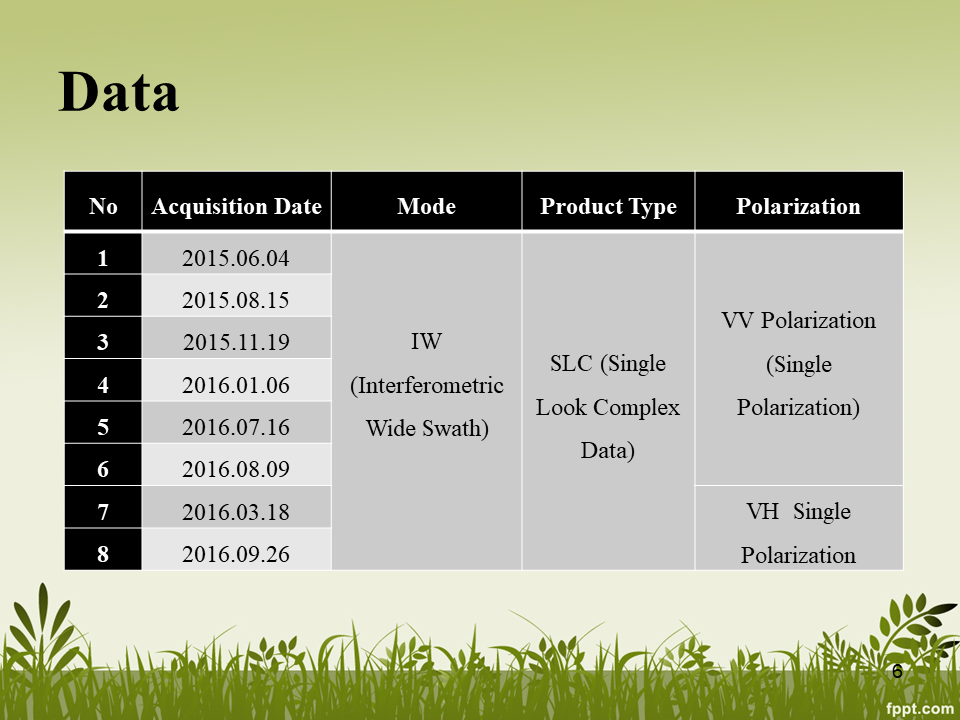 Data
No Acquisition Date Mode Product Type Polarization
1 2015.06.04
2 2015.08.15
3 2015.11.19
4 2016.01.06
5 2016.07.16
6 2016.08.09
7 2016.03.18
8 2016.09.26
IW
(Interferometric
Wide Swath)
SLC (Single
Look Complex
Data)
VV Polarization
(Single
Polarization)
VH Single
Polarization
6
fppt.com